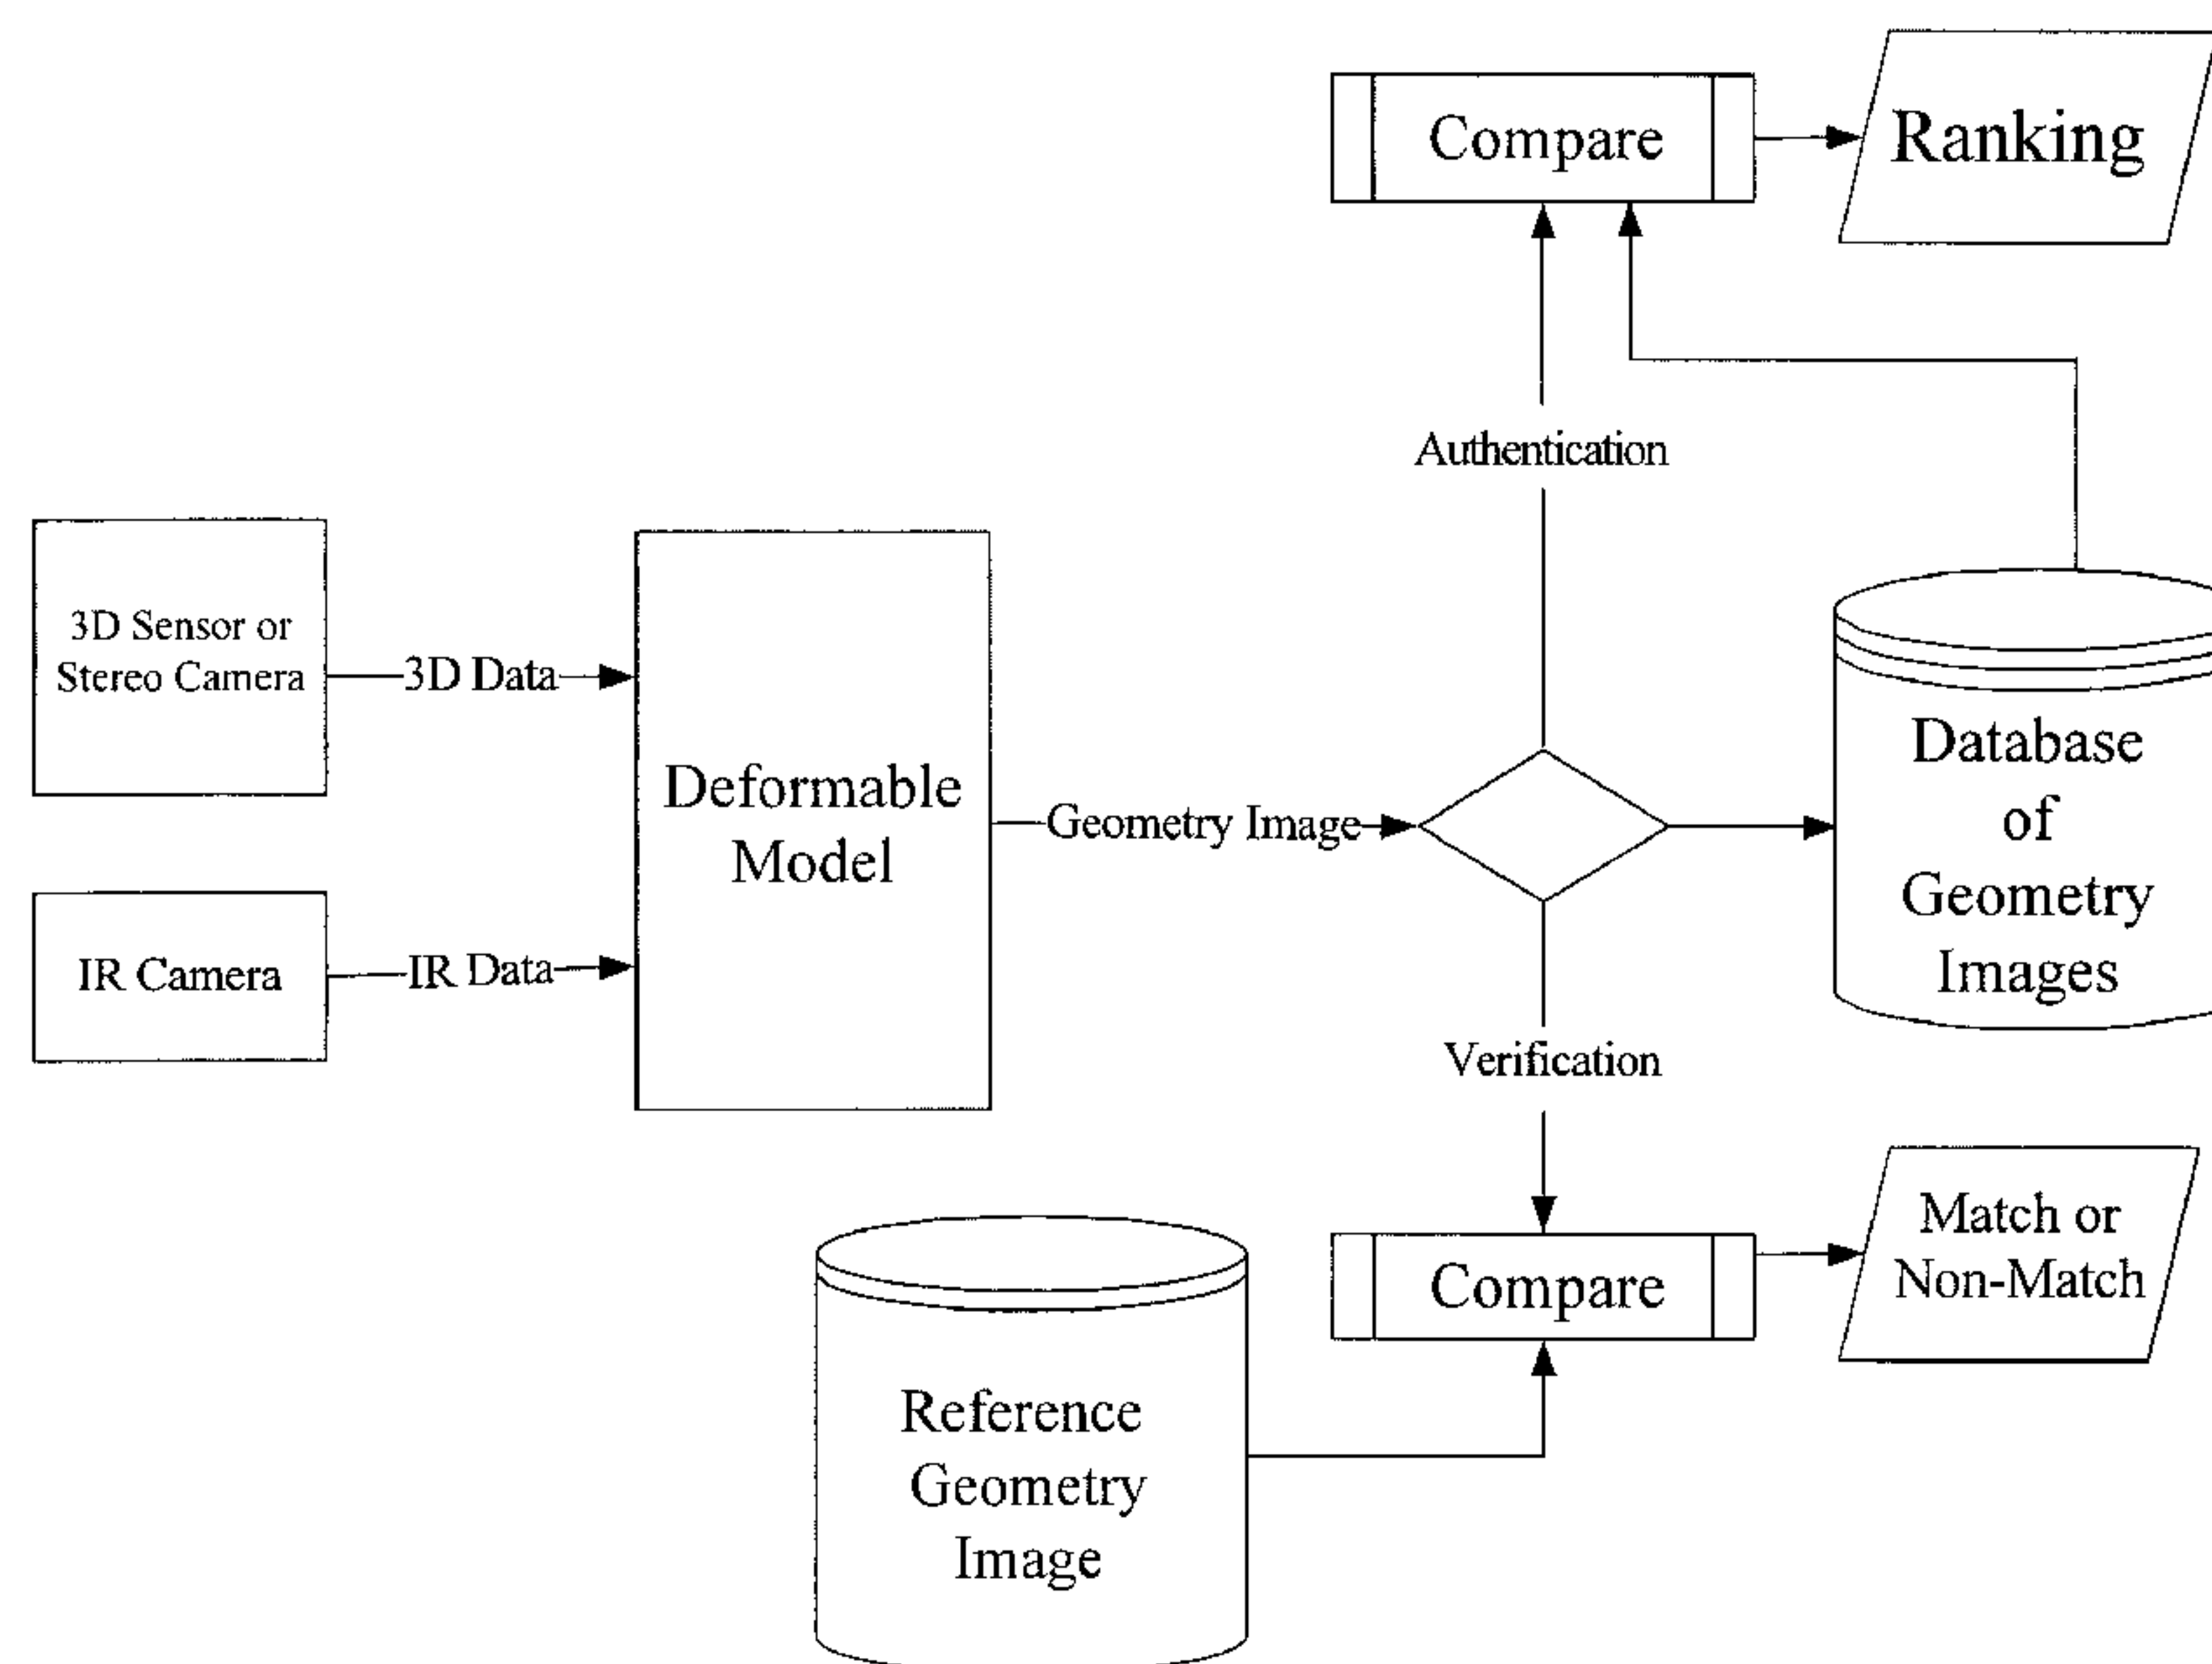 Compare
Ranking
Authentication
3D Sensor or
Stereo Camera
3D Data
Deformable
Model
Geometry Image
Database
of
Geometry
Images
IR Camera
IR Data
Verification
Compare
Match or
Non-Match
Reference
Geometry
Image